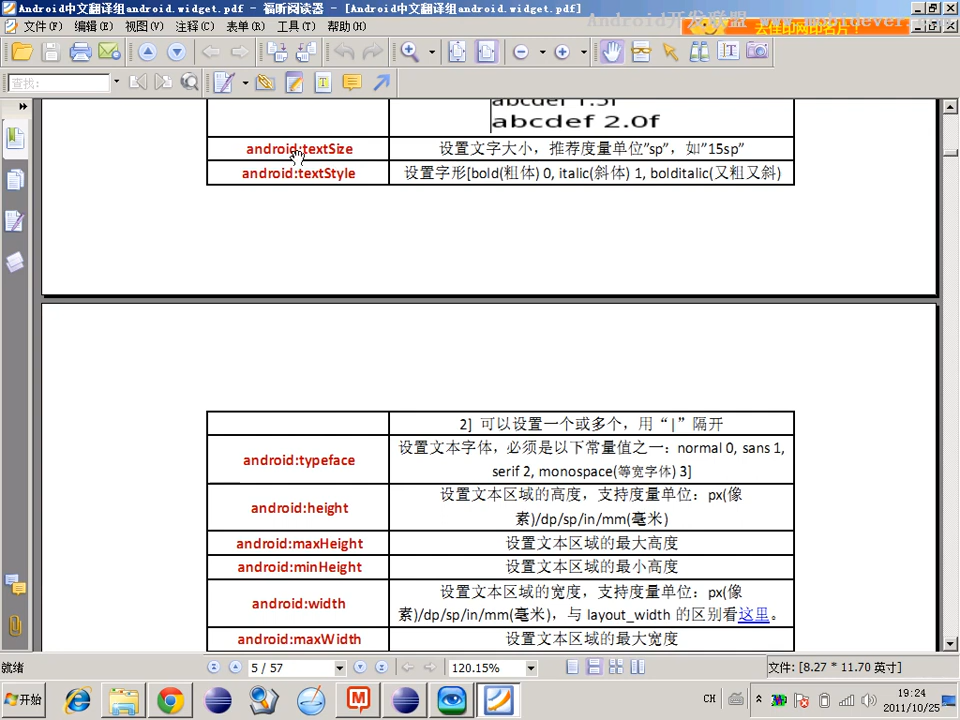 Android中文翻译组android.widget.pdf - 福昕阅读器 - [Android中文翻译组android.widget.pdf]
Android开发联盟
文件(F) 编辑(E) 视图(V) 注释(C) 表单(R) 工具(T) 帮助(H)
查找:
abcdef 1.5f
abcdef 2.0f
android:textSize 设置文字大小，推荐度量单位”sp”，如”15sp”
android:textStyle 设置字形[bold(粗体) 0, italic(斜体) 1, bolditalic(又粗又斜)
2] 可以设置一个或多个，用“|”隔开
android:typeface 设置文本字体，必须是以下常量值之一：normal 0, sans 1,
serif 2, monospace(等宽字体) 3]
android:height 设置文本区域的高度，支持度量单位：px(像
素)/dp/sp/in/mm(毫米)
android:maxHeight 设置文本区域的最大高度
android:minHeight 设置文本区域的最小高度
android:width 设置文本区域的宽度，支持度量单位：px(像
素)/dp/sp/in/mm(毫米)，与 layout_width 的区别看这里。
android:maxWidth 设置文本区域的最大宽度
就绪 5 / 57 120.15% 文件: [8.27 * 11.70 英寸]
开始 CH 19:24
2011/10/25